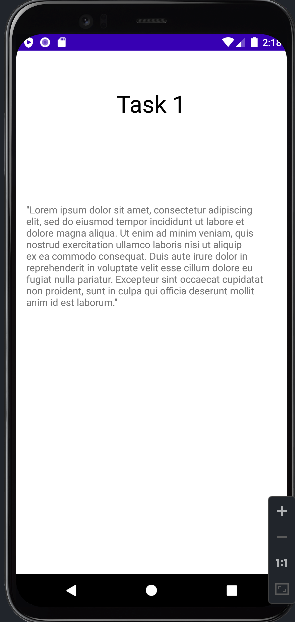 2:18
Task 1
"Lorem ipsum dolor sit amet, consectetur adipiscing
elit, sed do eiusmod tempor incididunt ut labore et
dolore magna aliqua. Ut enim ad minim veniam, quis
nostrud exercitation ullamco laboris nisi ut aliquip
ex ea commodo consequat. Duis aute irure dolor in
reprehenderit in voluptate velit esse cillum dolore eu
fugiat nulla pariatur. Excepteur sint occaecat cupidatat
non proident, sunt in culpa qui officia deserunt mollit
anim id est laborum."
1:1